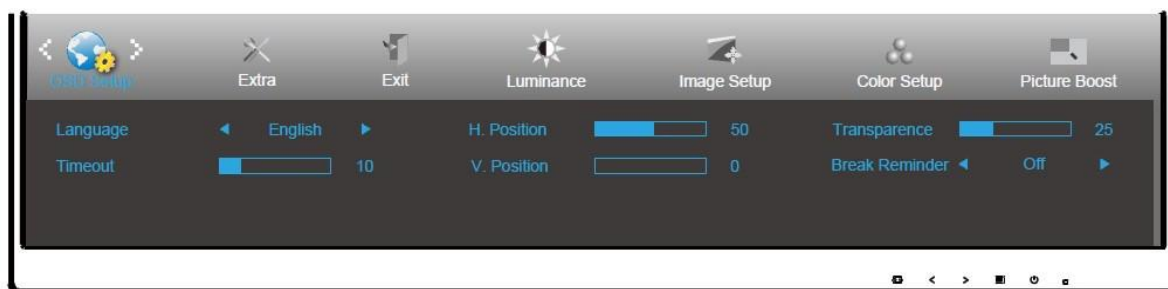 OSD Setup Extra Exit Luminance Image Setup Color Setup Picture Boost
Language English H. Position 50 Transparence 25
Timeout 10 V. Position 0 Break Reminder Off